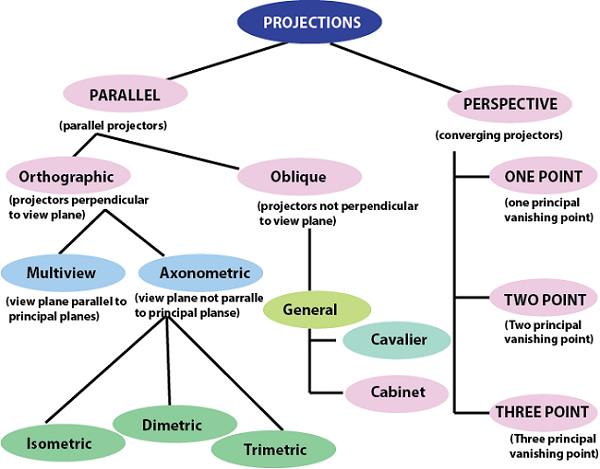 PROJECTIONS
PARALLEL
(parallel projectors)
PERSPECTIVE
(converging projectors)
Orthographic
(projectors perpendicular
to view plane)
Oblique
(projectors not perpendicular
to view plane)
ONE POINT
(one principal
vanishing point)
Multiview
(view plane parallel to
principal planes)
Axonometric
(view plane not parralle
to principal planse)
General
Cavalier
Cabinet
TWO POINT
(Two principal
vanishing point)
THREE POINT
(Three principal
vanishing point)
Isometric
Dimetric
Trimetric